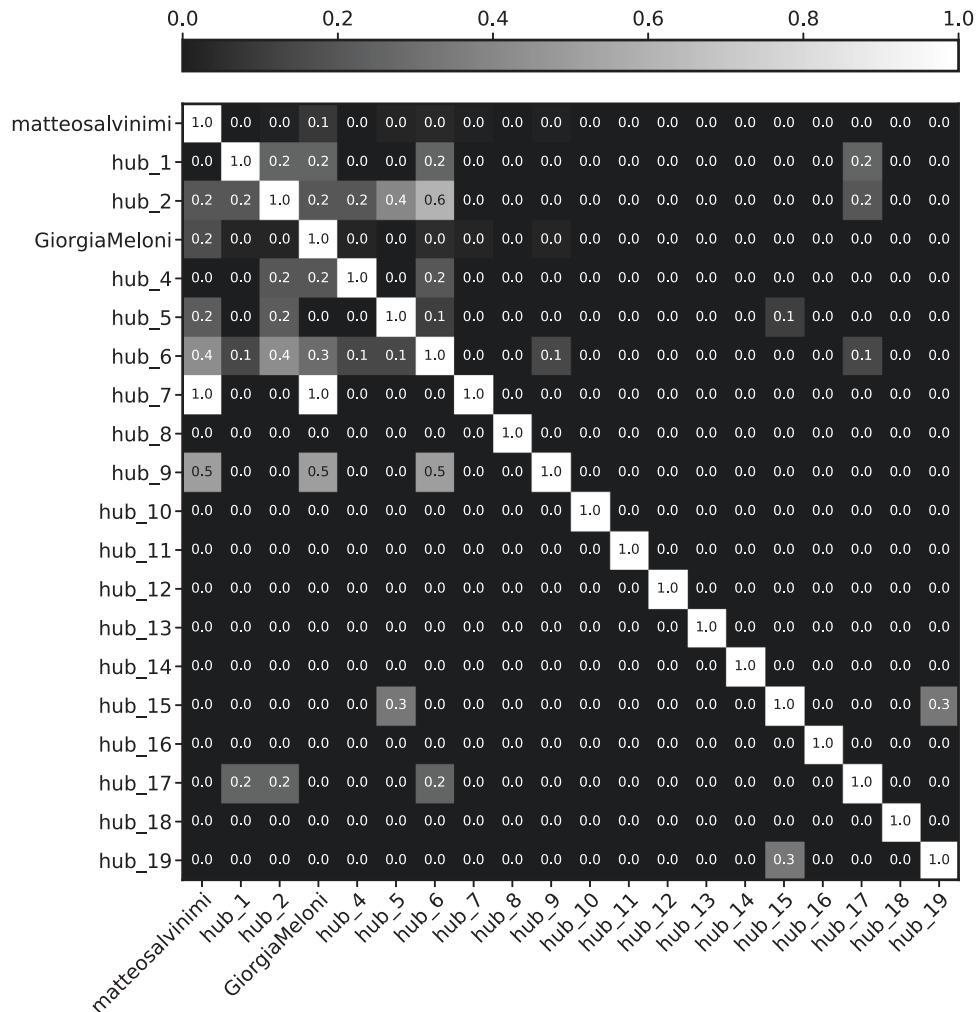 0.0 0.2 0.4 0.6 0.8 1.0
matteosalvinimi 1.0 0.0 0.0 0.1 0.0 0.0 0.0 0.0 0.0 0.0 0.0 0.0 0.0 0.0 0.0 0.0 0.0 0.0 0.0 0.0
hub_1 0.0 1.0 0.2 0.2 0.0 0.0 0.2 0.0 0.0 0.0 0.0 0.0 0.0 0.0 0.0 0.0 0.0 0.2 0.0 0.0
hub_2 0.2 0.2 1.0 0.2 0.2 0.4 0.6 0.0 0.0 0.0 0.0 0.0 0.0 0.0 0.0 0.0 0.0 0.2 0.0 0.0
GiorgiaMeloni 0.2 0.0 0.0 1.0 0.0 0.0 0.0 0.0 0.0 0.0 0.0 0.0 0.0 0.0 0.0 0.0 0.0 0.0 0.0 0.0
hub_4 0.0 0.0 0.2 0.2 1.0 0.0 0.2 0.0 0.0 0.0 0.0 0.0 0.0 0.0 0.0 0.0 0.0 0.0 0.0 0.0
hub_5 0.2 0.0 0.2 0.0 0.0 1.0 0.1 0.0 0.0 0.0 0.0 0.0 0.0 0.0 0.0 0.1 0.0 0.0 0.0 0.0
hub_6 0.4 0.1 0.4 0.3 0.1 0.1 1.0 0.0 0.0 0.1 0.0 0.0 0.0 0.0 0.0 0.0 0.0 0.1 0.0 0.0
hub_7 1.0 0.0 0.0 1.0 0.0 0.0 0.0 1.0 0.0 0.0 0.0 0.0 0.0 0.0 0.0 0.0 0.0 0.0 0.0 0.0
hub_8 0.0 0.0 0.0 0.0 0.0 0.0 0.0 0.0 1.0 0.0 0.0 0.0 0.0 0.0 0.0 0.0 0.0 0.0 0.0 0.0
hub_9 0.5 0.0 0.0 0.5 0.0 0.0 0.5 0.0 0.0 1.0 0.0 0.0 0.0 0.0 0.0 0.0 0.0 0.0 0.0 0.0
hub_10 0.0 0.0 0.0 0.0 0.0 0.0 0.0 0.0 0.0 0.0 1.0 0.0 0.0 0.0 0.0 0.0 0.0 0.0 0.0 0.0
hub_11 0.0 0.0 0.0 0.0 0.0 0.0 0.0 0.0 0.0 0.0 0.0 1.0 0.0 0.0 0.0 0.0 0.0 0.0 0.0 0.0
hub_12 0.0 0.0 0.0 0.0 0.0 0.0 0.0 0.0 0.0 0.0 0.0 0.0 1.0 0.0 0.0 0.0 0.0 0.0 0.0 0.0
hub_13 0.0 0.0 0.0 0.0 0.0 0.0 0.0 0.0 0.0 0.0 0.0 0.0 0.0 1.0 0.0 0.0 0.0 0.0 0.0 0.0
hub_14 0.0 0.0 0.0 0.0 0.0 0.0 0.0 0.0 0.0 0.0 0.0 0.0 0.0 0.0 1.0 0.0 0.0 0.0 0.0 0.0
hub_15 0.0 0.0 0.0 0.0 0.0 0.3 0.0 0.0 0.0 0.0 0.0 0.0 0.0 0.0 0.0 1.0 0.0 0.0 0.0 0.3
hub_16 0.0 0.0 0.0 0.0 0.0 0.0 0.0 0.0 0.0 0.0 0.0 0.0 0.0 0.0 0.0 0.0 1.0 0.0 0.0 0.0
hub_17 0.0 0.2 0.2 0.0 0.0 0.0 0.2 0.0 0.0 0.0 0.0 0.0 0.0 0.0 0.0 0.0 0.0 1.0 0.0 0.0
hub_18 0.0 0.0 0.0 0.0 0.0 0.0 0.0 0.0 0.0 0.0 0.0 0.0 0.0 0.0 0.0 0.0 0.0 0.0 1.0 0.0
hub_19 0.0 0.0 0.0 0.0 0.0 0.0 0.0 0.0 0.0 0.0 0.0 0.0 0.0 0.0 0.0 0.3 0.0 0.0 0.0 1.0
matteosalvinimi hub_1 hub_2 GiorgiaMeloni hub_4 hub_5 hub_6 hub_7 hub_8 hub_9 hub_10 hub_11 hub_12 hub_13 hub_14 hub_15 hub_16 hub_17 hub_18 hub_19